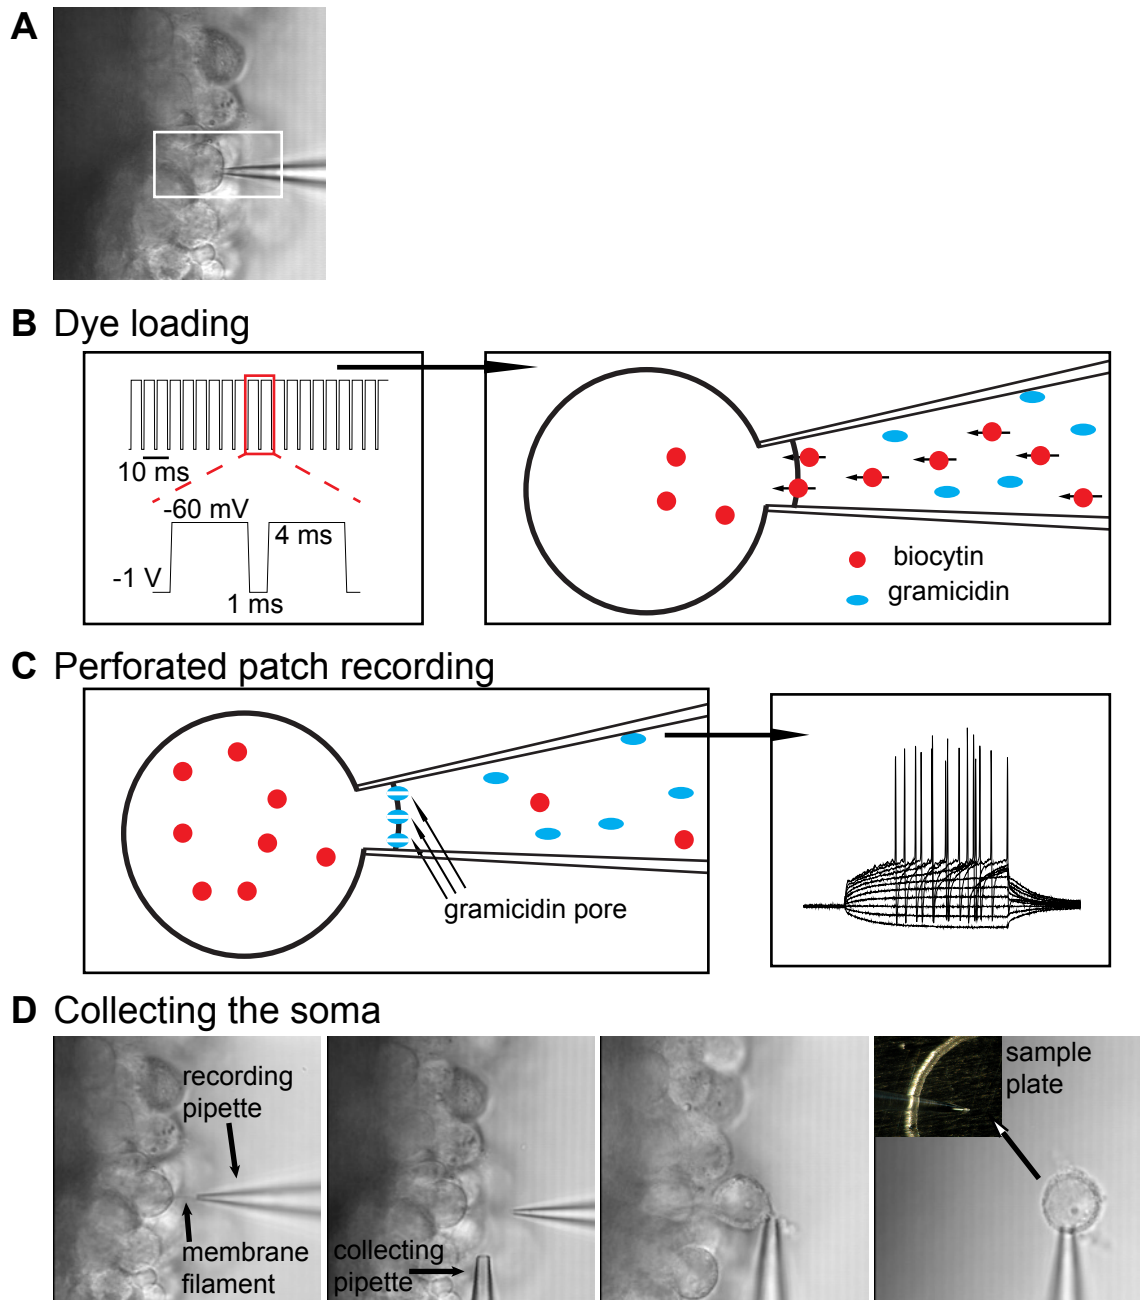 A
B Dye loading
10 ms
-60 mV
4 ms
-1 V
1 ms
biocytin
gramicidin
C Perforated patch recording
gramicidin pore
D Collecting the soma
recording
pipette
membrane
filament
collecting
pipette
sample
plate